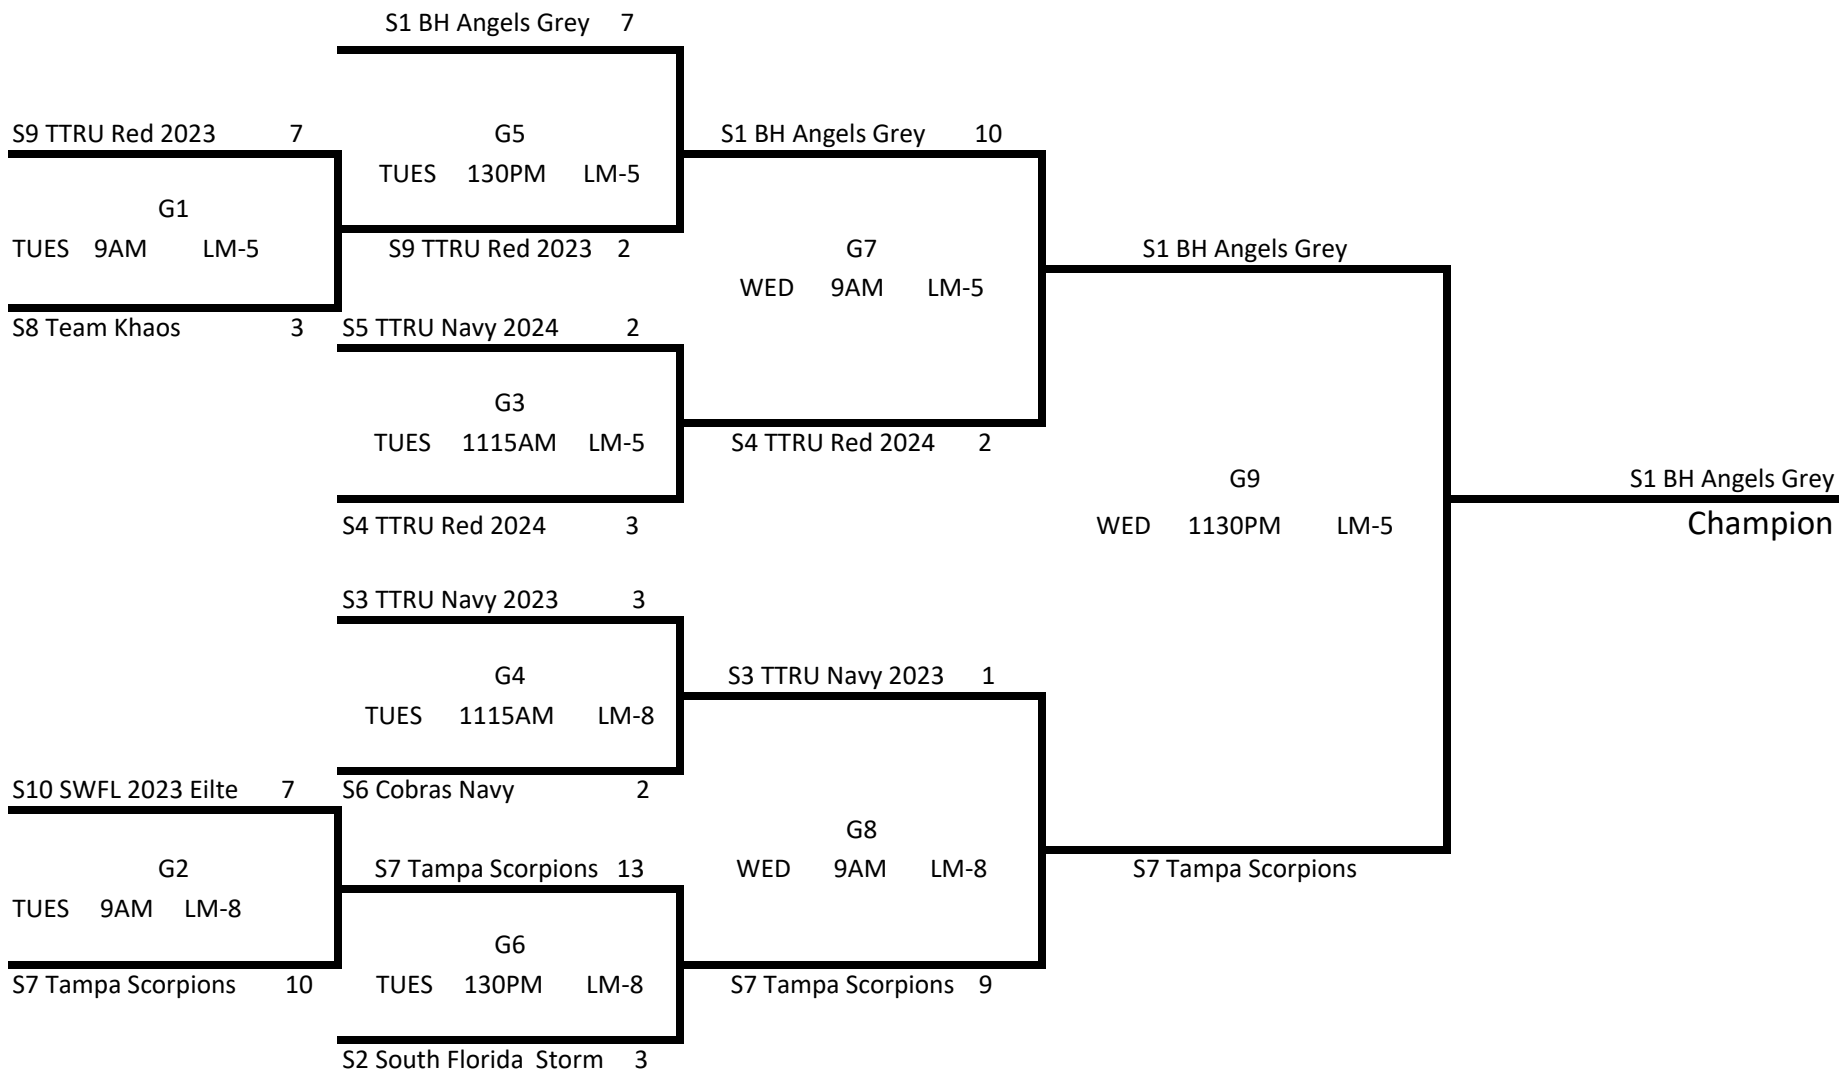 S1 BH Angels Grey 7
S9 TTRU Red 2023 7
G5
S1 BH Angels Grey 10
TUES 130PM LM-5
G1
TUES 9AM LM-5
S9 TTRU Red 2023 2
G7
S1 BH Angels Grey
WED 9AM LM-5
S8 Team Khaos 3
S5 TTRU Navy 2024 2
G3
TUES 1115AM LM-5
S4 TTRU Red 2024 2
G9
S1 BH Angels Grey
S4 TTRU Red 2024 3
WED 1130PM LM-5
Champion
S3 TTRU Navy 2023 3
G4
S3 TTRU Navy 2023 1
TUES 1115AM LM-8
S10 SWFL 2023 Eilte 7
S6 Cobras Navy 2
G8
G2
S7 Tampa Scorpions 13
WED 9AM LM-8
S7 Tampa Scorpions
TUES 9AM LM-8
G6
S7 Tampa Scorpions 10
TUES 130PM LM-8
S7 Tampa Scorpions 9
S2 South Florida Storm 3